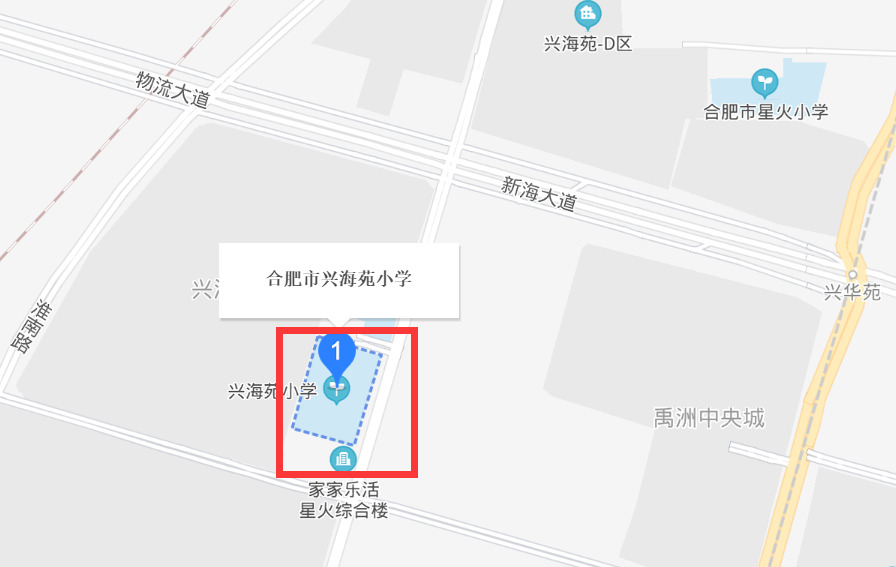 兴海苑-D区
物流大道
合肥市星火小学
新海大道
合肥市兴海苑小学
兴
兴华苑
淮南路
1
兴海苑小学
禹洲中央城
家家乐活
星火综合楼